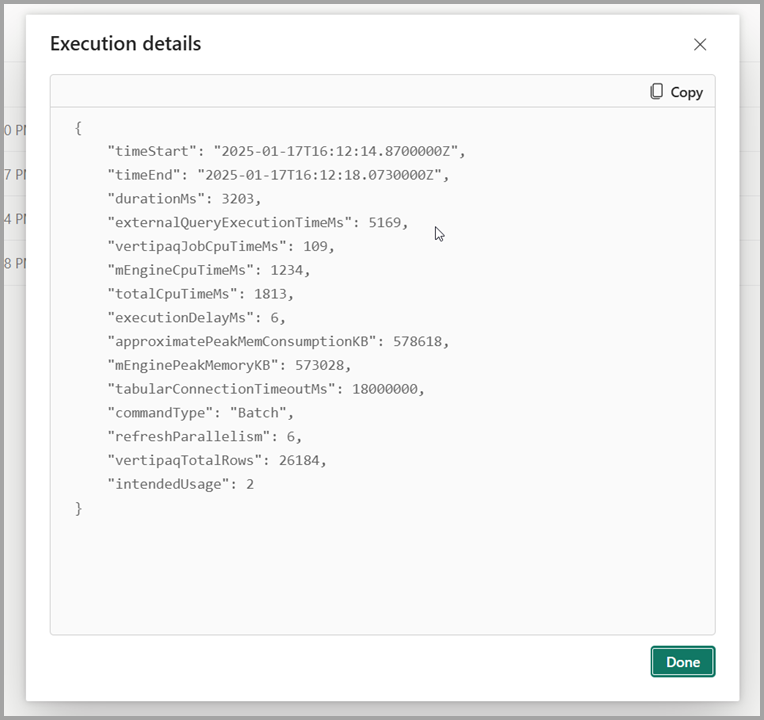 Execution details
Copy
0 PM
7 PM
4 PM
8 PM
{
"timeStart": "2025-01-17T16:12:14.8700000Z",
"timeEnd": "2025-01-17T16:12:18.0730000Z",
"durationMs": 3203,
"externalQueryExecutionTimeMs": 5169,
"vertipaqJobCpuTimeMs": 109,
"mEngineCpuTimeMs": 1234,
"totalCpuTimeMs": 1813,
"executionDelayMs": 6,
"approximatePeakMemConsumptionKB": 578618,
"mEnginePeakMemoryKB": 573028,
"tabularConnectionTimeoutMs": 18000000,
"commandType": "Batch",
"refreshParallelism": 6,
"vertipaqTotalRows": 26184,
"intendedUsage": 2
}
Done